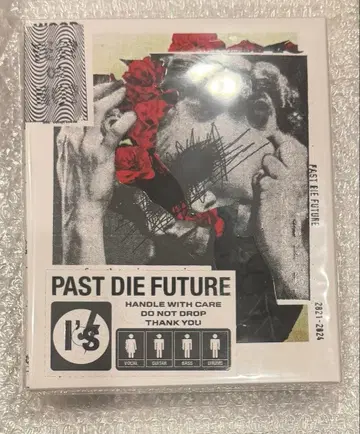 PAST DIE FUTURE
2021-2024
PAST DIE FUTURE
HANDLE WITH CARE
DO NOT DROP
THANK YOU
I's
VOCAL
GUITAR
BASS
DRUMS